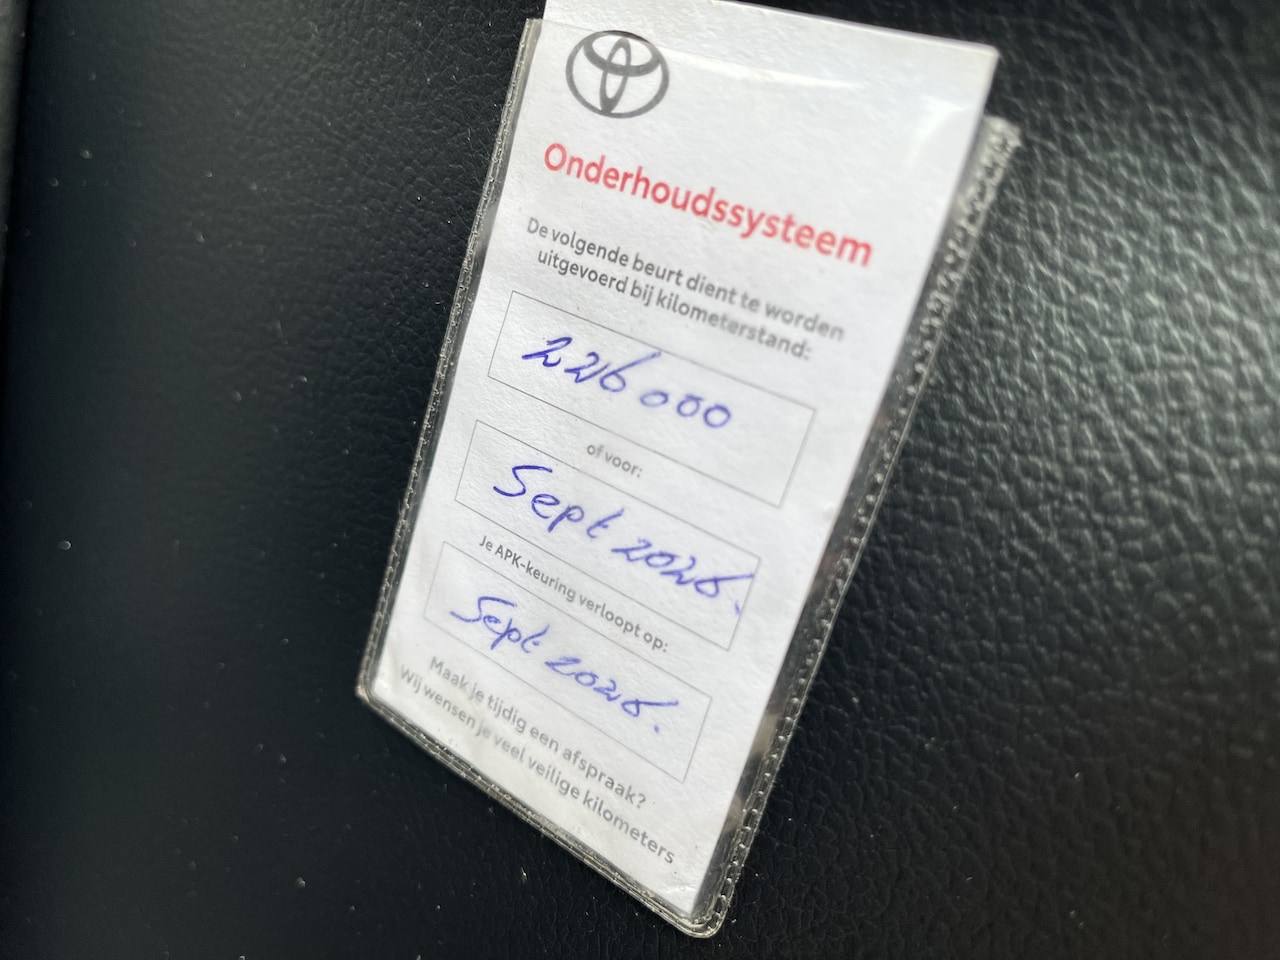 Onderhoudssysteem
De volgende beurt dient te worden
uitgevoerd bij kilometerstand:
226000
of voor:
Sept 2026.
Je APK-keuring verloopt op:
Sept 2026.
Maak je tijdig een afspraak?
Wij wensen je veel veilige kilometers